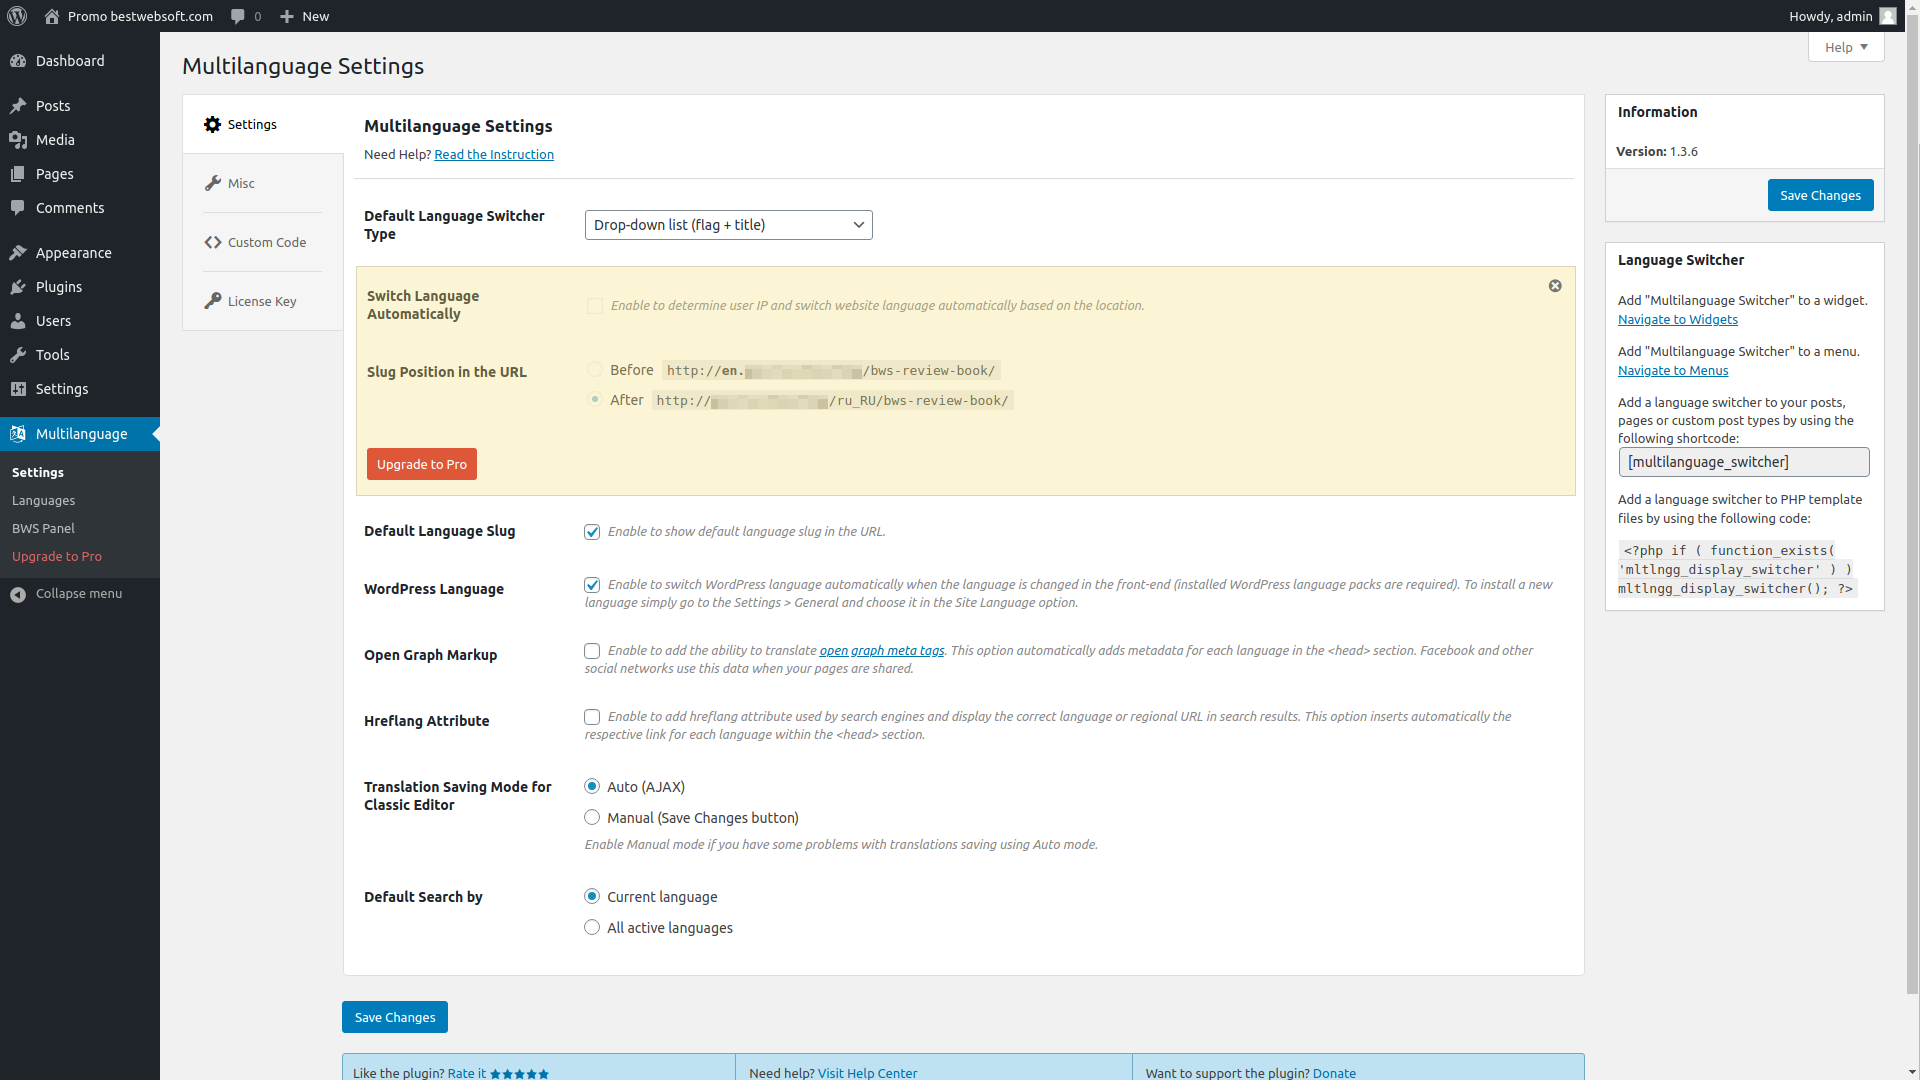 Promo bestwebsoft.com 0 New Howdy, admin
Help
Dashboard
Posts
Media
Pages
Comments
Appearance
Plugins
Users
Tools
Settings
Multilanguage
Settings
Languages
BWS Panel
Upgrade to Pro
Collapse menu
Multilanguage Settings
Settings
Misc
Custom Code
License Key
Multilanguage Settings
Need Help? Read the Instruction
Default Language Switcher
Type
Drop-down list (flag + title)
Switch Language
Automatically
Enable to determine user IP and switch website language automatically based on the location.
Slug Position in the URL
Before http://en. /bws-review-book/
After http:// /ru_RU/bws-review-book/
Upgrade to Pro
Default Language Slug
Enable to show default language slug in the URL.
WordPress Language
Enable to switch WordPress language automatically when the language is changed in the front-end (installed WordPress language packs are required). To install a new
language simply go to the Settings > General and choose it in the Site Language option.
Open Graph Markup
Enable to add the ability to translate open graph meta tags. This option automatically adds metadata for each language in the <head> section. Facebook and other
social networks use this data when your pages are shared.
Hreflang Attribute
Enable to add hreflang attribute used by search engines and display the correct language or regional URL in search results. This option inserts automatically the
respective link for each language within the <head> section.
Translation Saving Mode for
Classic Editor
Auto (AJAX)
Manual (Save Changes button)
Enable Manual mode if you have some problems with translations saving using Auto mode.
Default Search by
Current language
All active languages
Save Changes
Like the plugin? Rate it ★★★★★
Need help? Visit Help Center
Want to support the plugin? Donate
Information
Version: 1.3.6
Save Changes
Language Switcher
Add "Multilanguage Switcher" to a widget.
Navigate to Widgets
Add "Multilanguage Switcher" to a menu.
Navigate to Menus
Add a language switcher to your posts,
pages or custom post types by using the
following shortcode:
[multilanguage_switcher]
Add a language switcher to PHP template
files by using the following code:
<?php if ( function_exists(
'mltlngg_display_switcher' ) )
mltlngg_display_switcher(); ?>